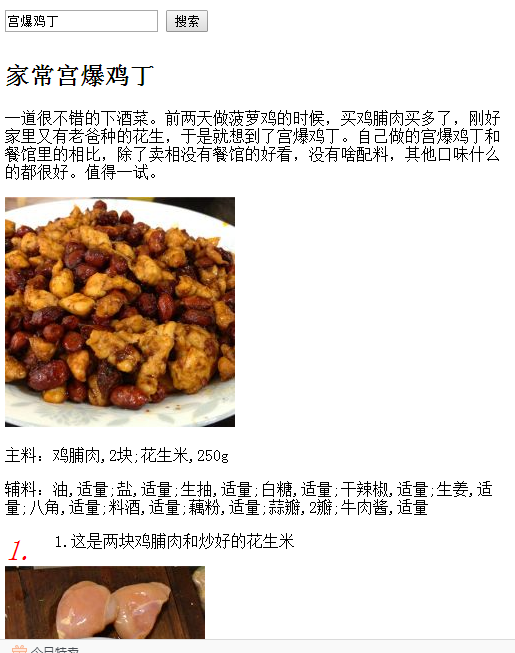 宫爆鸡丁 搜索
家常宫爆鸡丁
一道很不错的下酒菜。前两天做菠萝鸡的时候，买鸡脯肉买多了，刚好
家里又有老爸种的花生，于是就想到了宫爆鸡丁。自己做的宫爆鸡丁和
餐馆里的相比，除了卖相没有餐馆的好看，没有啥配料，其他口味什么
的都很好。值得一试。
主料：鸡脯肉,2块;花生米,250g
辅料：油,适量;盐,适量;生抽,适量;白糖,适量;干辣椒,适量;生姜,适
量;八角,适量;料酒,适量;藕粉,适量;蒜瓣,2瓣;牛肉酱,适量
1. 1.这是两块鸡脯肉和炒好的花生米
今日特卖